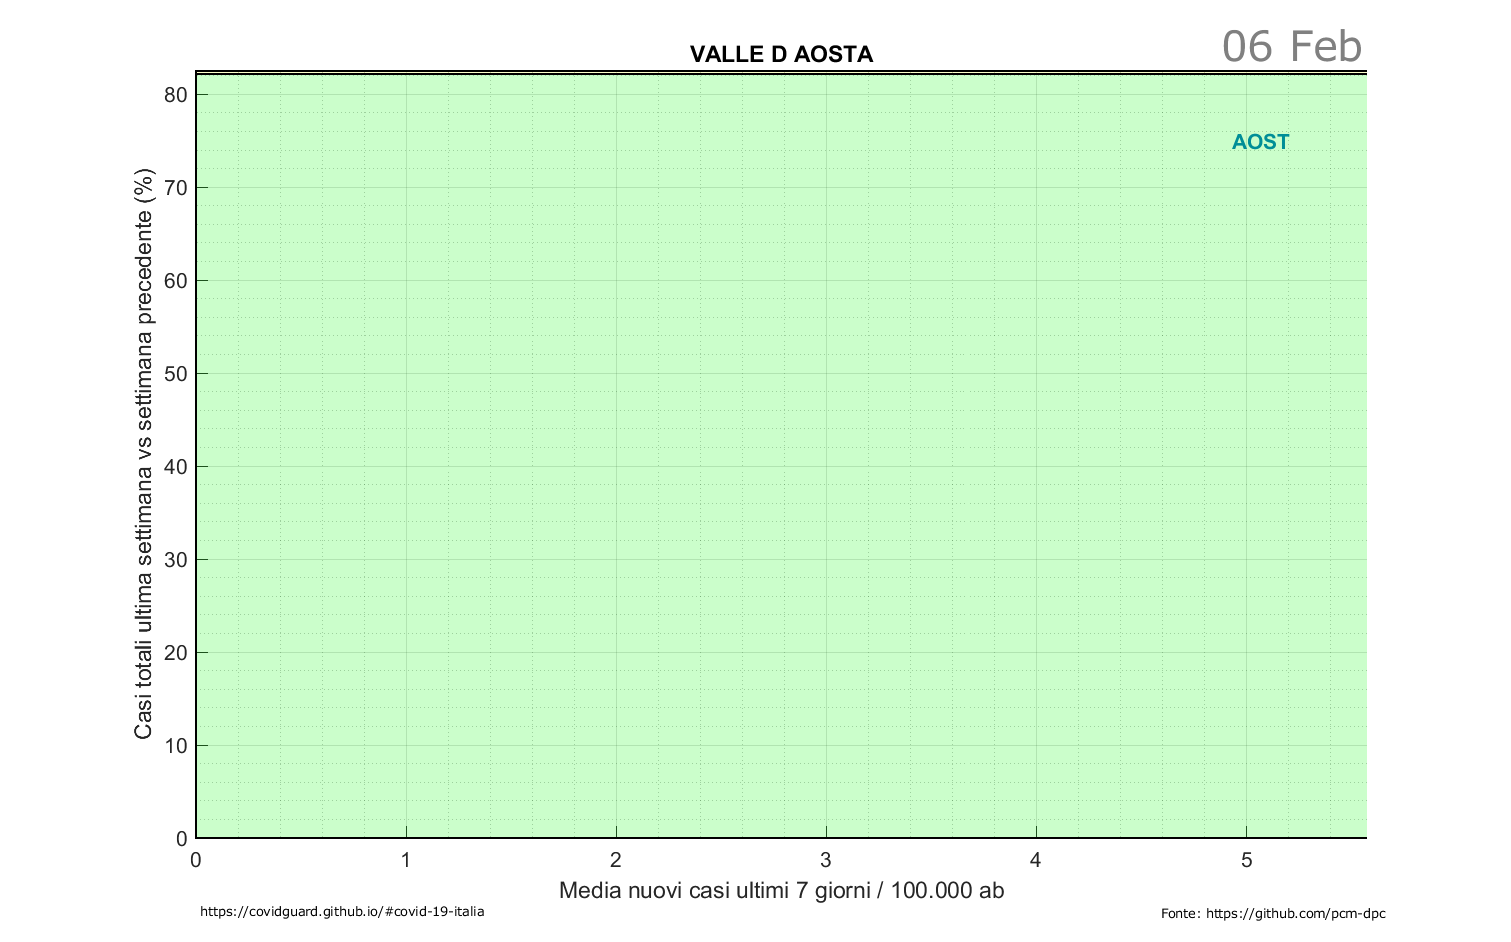 06 Feb
VALLE D AOSTA
80
AOST
70
60
50
40
30
20
10
0
Casi totali ultima settimana vs settimana precedente (%)
0 1 2 3 4 5
Media nuovi casi ultimi 7 giorni / 100.000 ab
https://covidguard.github.io/#covid-19-italia
Fonte: https://github.com/pcm-dpc